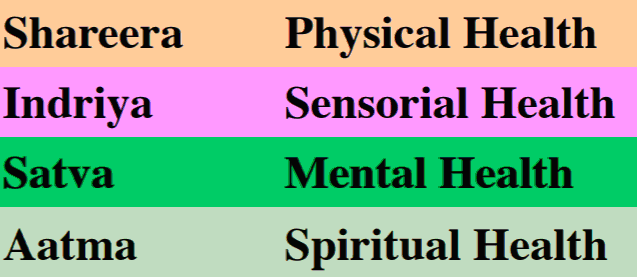 Shareera Physical Health
Indriya Sensorial Health
Satva Mental Health
Aatma Spiritual Health